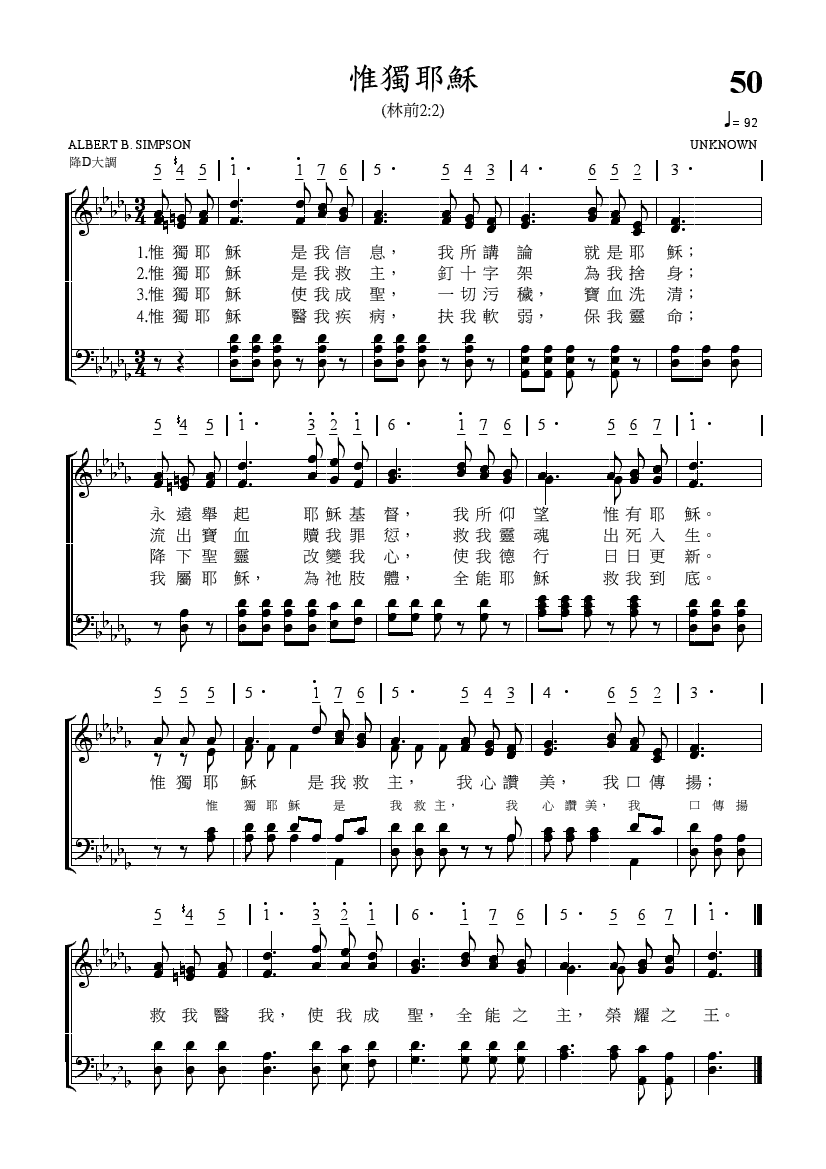 惟獨耶穌
50
(林前2:2)
♩= 92
ALBERT B. SIMPSON UNKNOWN
降D大調
5 ♯4 5 | i · i 7 6 | 5 · 5 4 3 | 4 · 6 5 2 | 3 · |
3/4
1.惟獨耶穌 是我信息, 我所講論 就是耶穌;
2.惟獨耶穌 是我救主, 釘十字架 為我捨身;
3.惟獨耶穌 使我成聖, 一切污穢, 寶血洗清;
4.惟獨耶穌 醫我疾病, 扶我軟弱, 保我靈命;
3/4
5 ♯4 5 | i · 3̇ 2̇ i | 6 · i 7 6 | 5 · 5 6 7 | i · |
永遠舉起 耶穌基督, 我所仰望 惟有耶穌。
流出寶血 贖我罪愆, 救我靈魂 出死入生。
降下聖靈 改變我心, 使我德行 日日更新。
我屬耶穌, 為祂肢體, 全能耶穌 救我到底。
5 5 5 | 5 · i 7 6 | 5 · 5 4 3 | 4 · 6 5 2 | 3 · |
惟獨耶穌 是我救主, 我心讚美, 我口傳揚;
惟 獨耶穌 是 我救主, 我 心讚美, 我 口傳揚
5 ♯4 5 | i · 3̇ 2̇ i | 6 · i 7 6 | 5 · 5 6 7 | i · |
救我醫我, 使我成聖, 全能之主, 榮耀之王。